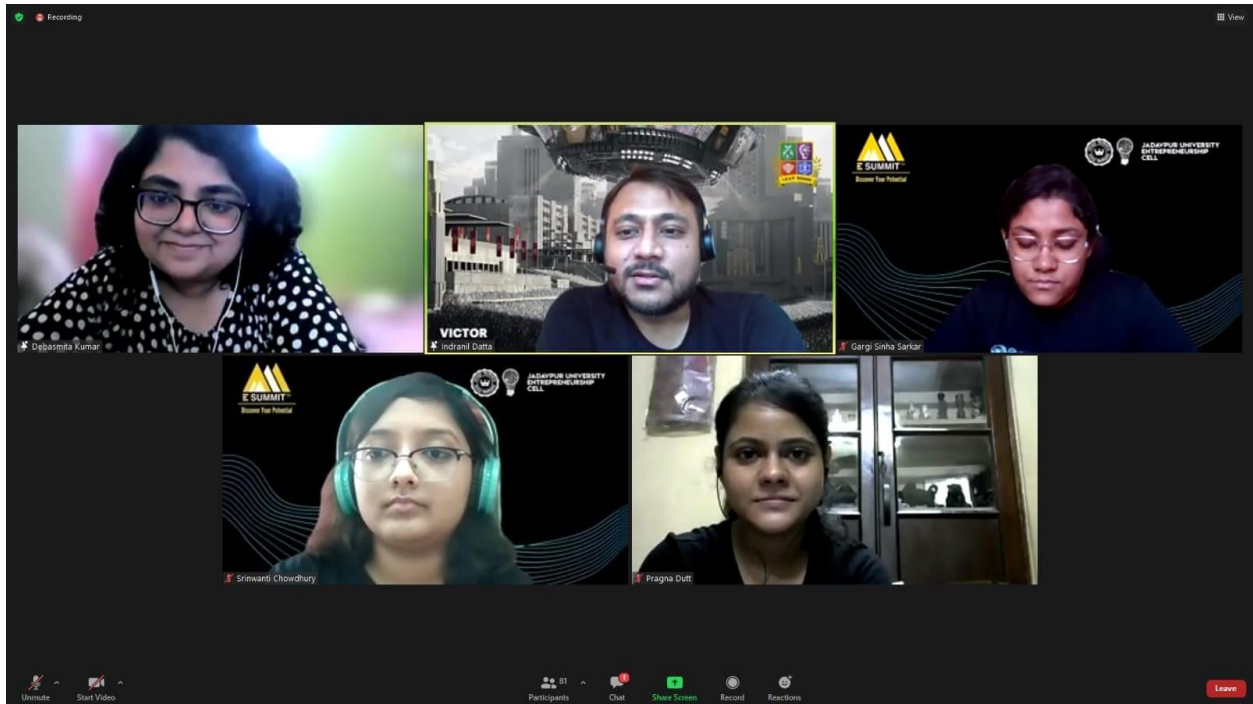 Recording
View
E SUMMIT
Discover Your Potential
JADAVPUR UNIVERSITY
ENTREPRENEURSHIP
CELL
VICTOR
Debasmita Kumar
Indranil Datta
Gargi Sinha Sarkar
E SUMMIT
Discover Your Potential
JADAVPUR UNIVERSITY
ENTREPRENEURSHIP
CELL
Srinwanti Chowdhury
Pragna Dutt
Unmute
Start Video
81
Participants
1
Chat
Share Screen
Record
Reactions
Leave